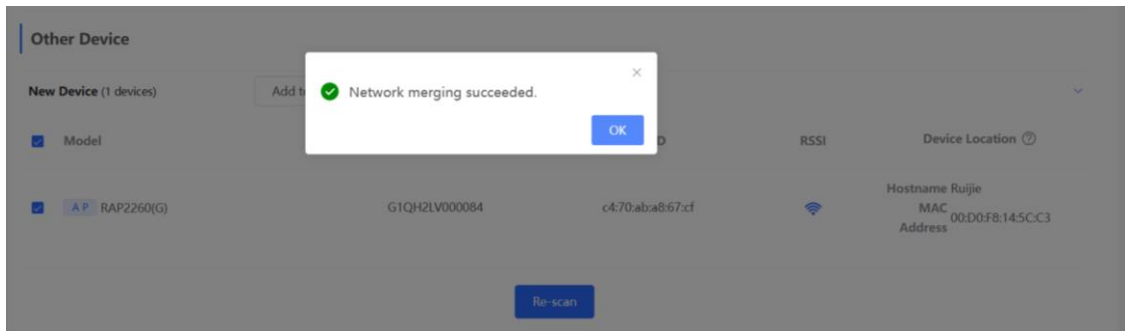 Other Device
Network merging succeeded.
New Device (1 devices)
OK
Model
RSSI
Device Location
AP RAP2260(G)
G1QH2LV000084
c4:70:ab:a8:67:cf
Hostname Ruijie
MAC Address 00:D0:F8:14:5C:C3
Re-scan